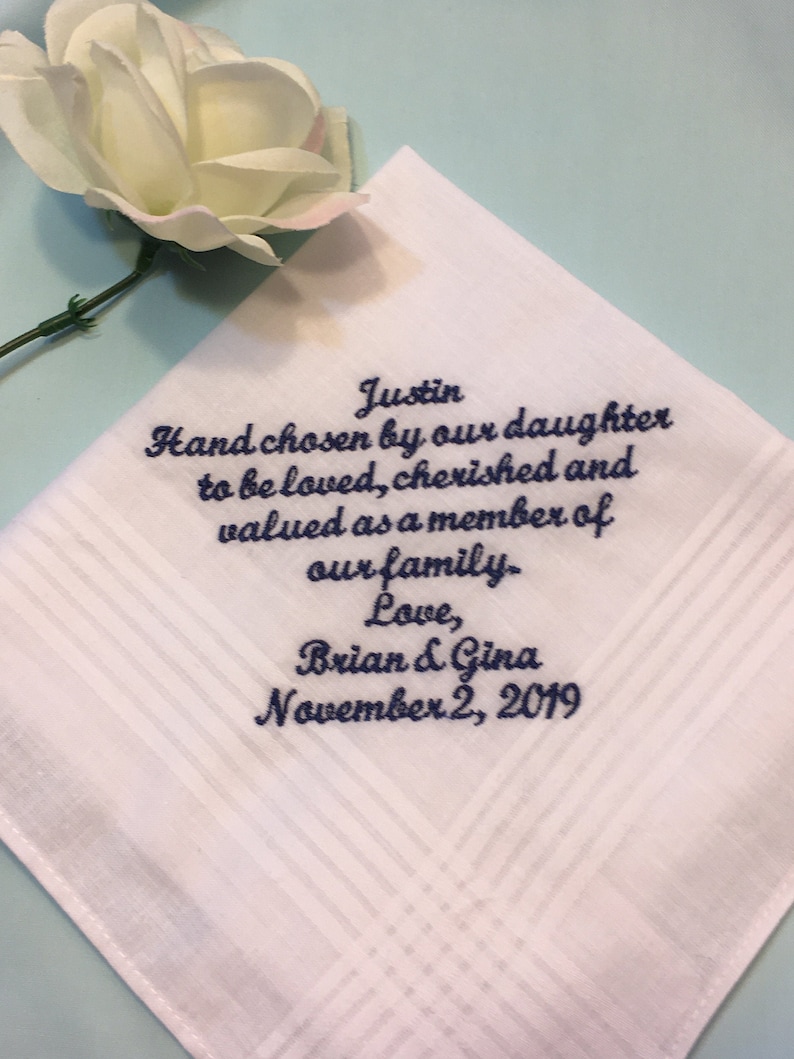 Justin
Hand chosen by our daughter
to be loved, cherished and
valued as a member of
our family.
Love,
Brian & Gina
November 2, 2019